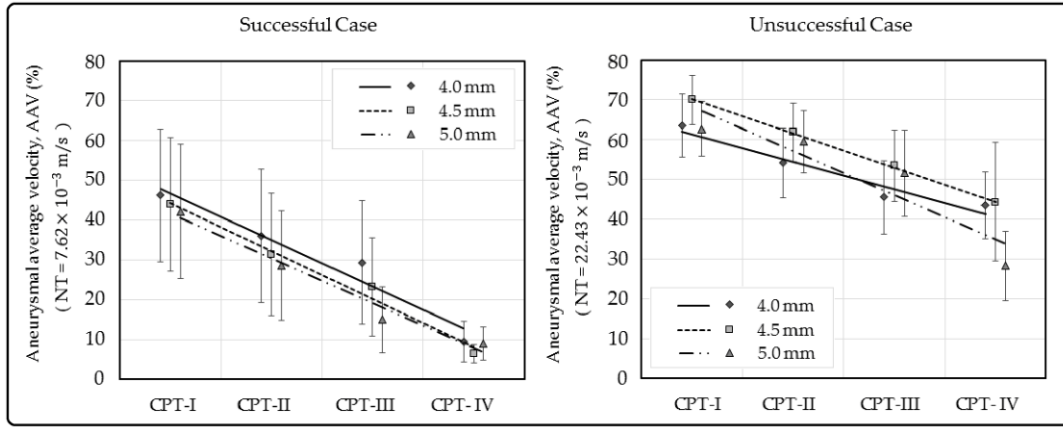 Successful Case
Aneurysmal average velocity, AAV (%)
( NT = 7.62 × 10⁻³ m/s )
80
70
60
50
40
30
20
10
0
4.0 mm
4.5 mm
5.0 mm
CPT-I
CPT-II
CPT-III
CPT- IV
Unsuccessful Case
Aneurysmal average velocity, AAV (%)
( NT = 22.43 × 10⁻³ m/s )
80
70
60
50
40
30
20
10
0
4.0 mm
4.5 mm
5.0 mm
CPT-I
CPT-II
CPT-III
CPT- IV